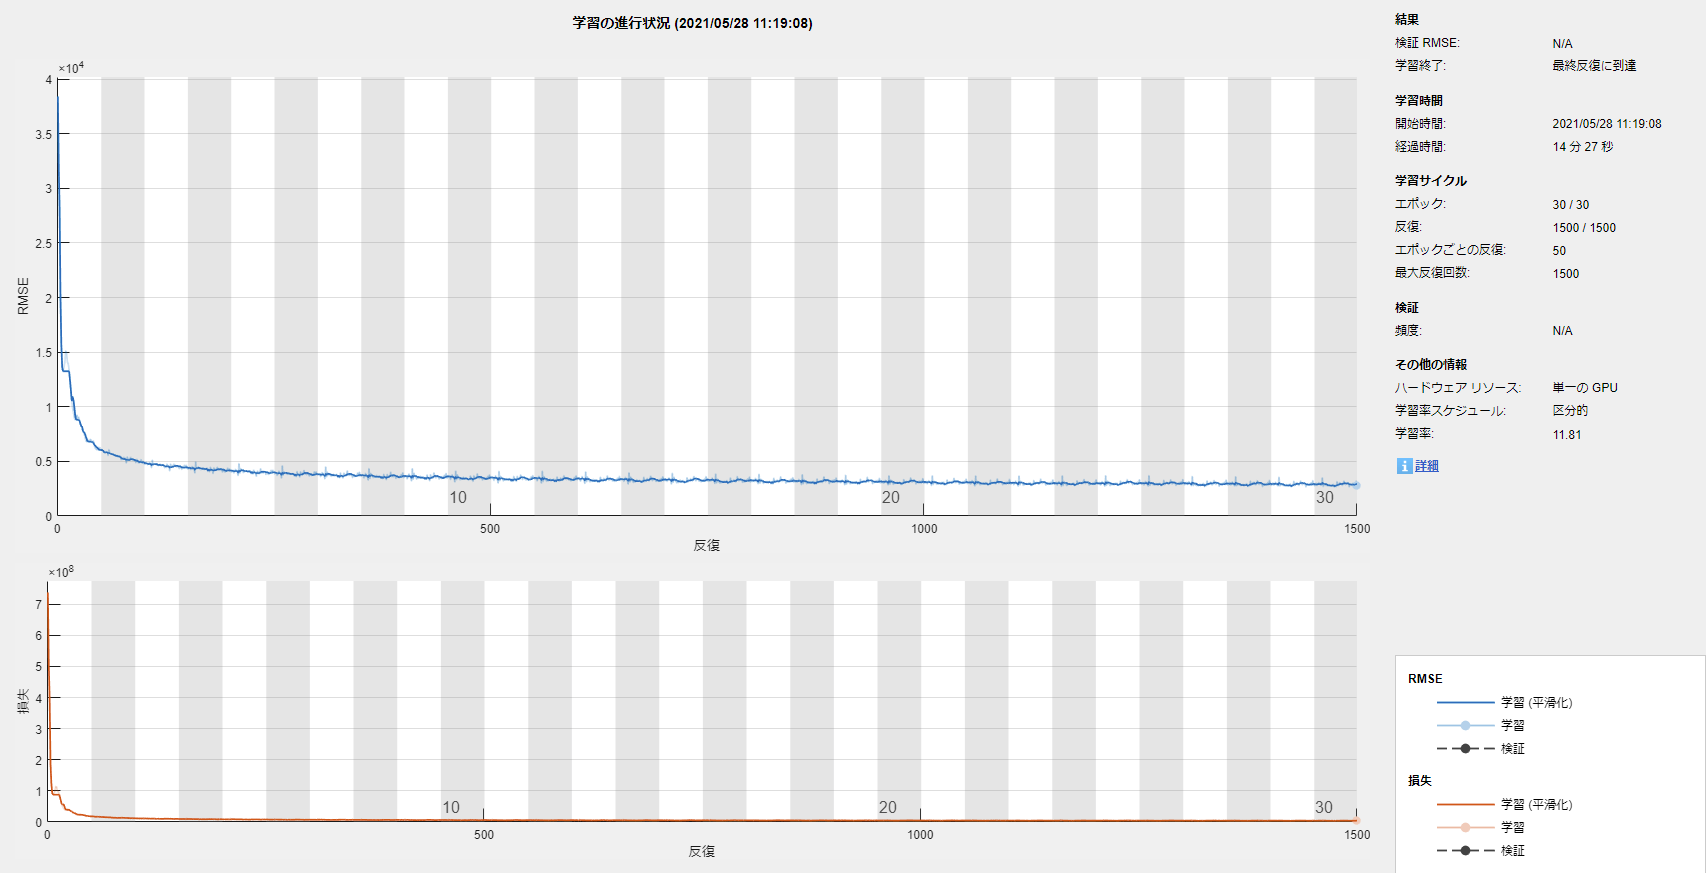 学習の進行状況 (2021/05/28 11:19:08)
×10⁴
4
3.5
3
2.5
2
1.5
1
0.5
0
RMSE
10
20
30
0
500
1000
1500
反復
×10⁸
7
6
5
4
3
2
1
0
損失
10
20
30
0
500
1000
1500
反復
結果
検証 RMSE: N/A
学習終了: 最終反復に到達
学習時間
開始時間: 2021/05/28 11:19:08
経過時間: 14 分 27 秒
学習サイクル
エポック: 30 / 30
反復: 1500 / 1500
エポックごとの反復: 50
最大反復回数: 1500
検証
頻度: N/A
その他の情報
ハードウェア リソース: 単一の GPU
学習率スケジュール: 区分的
学習率: 11.81
i 詳細
RMSE
学習 (平滑化)
学習
検証
損失
学習 (平滑化)
学習
検証